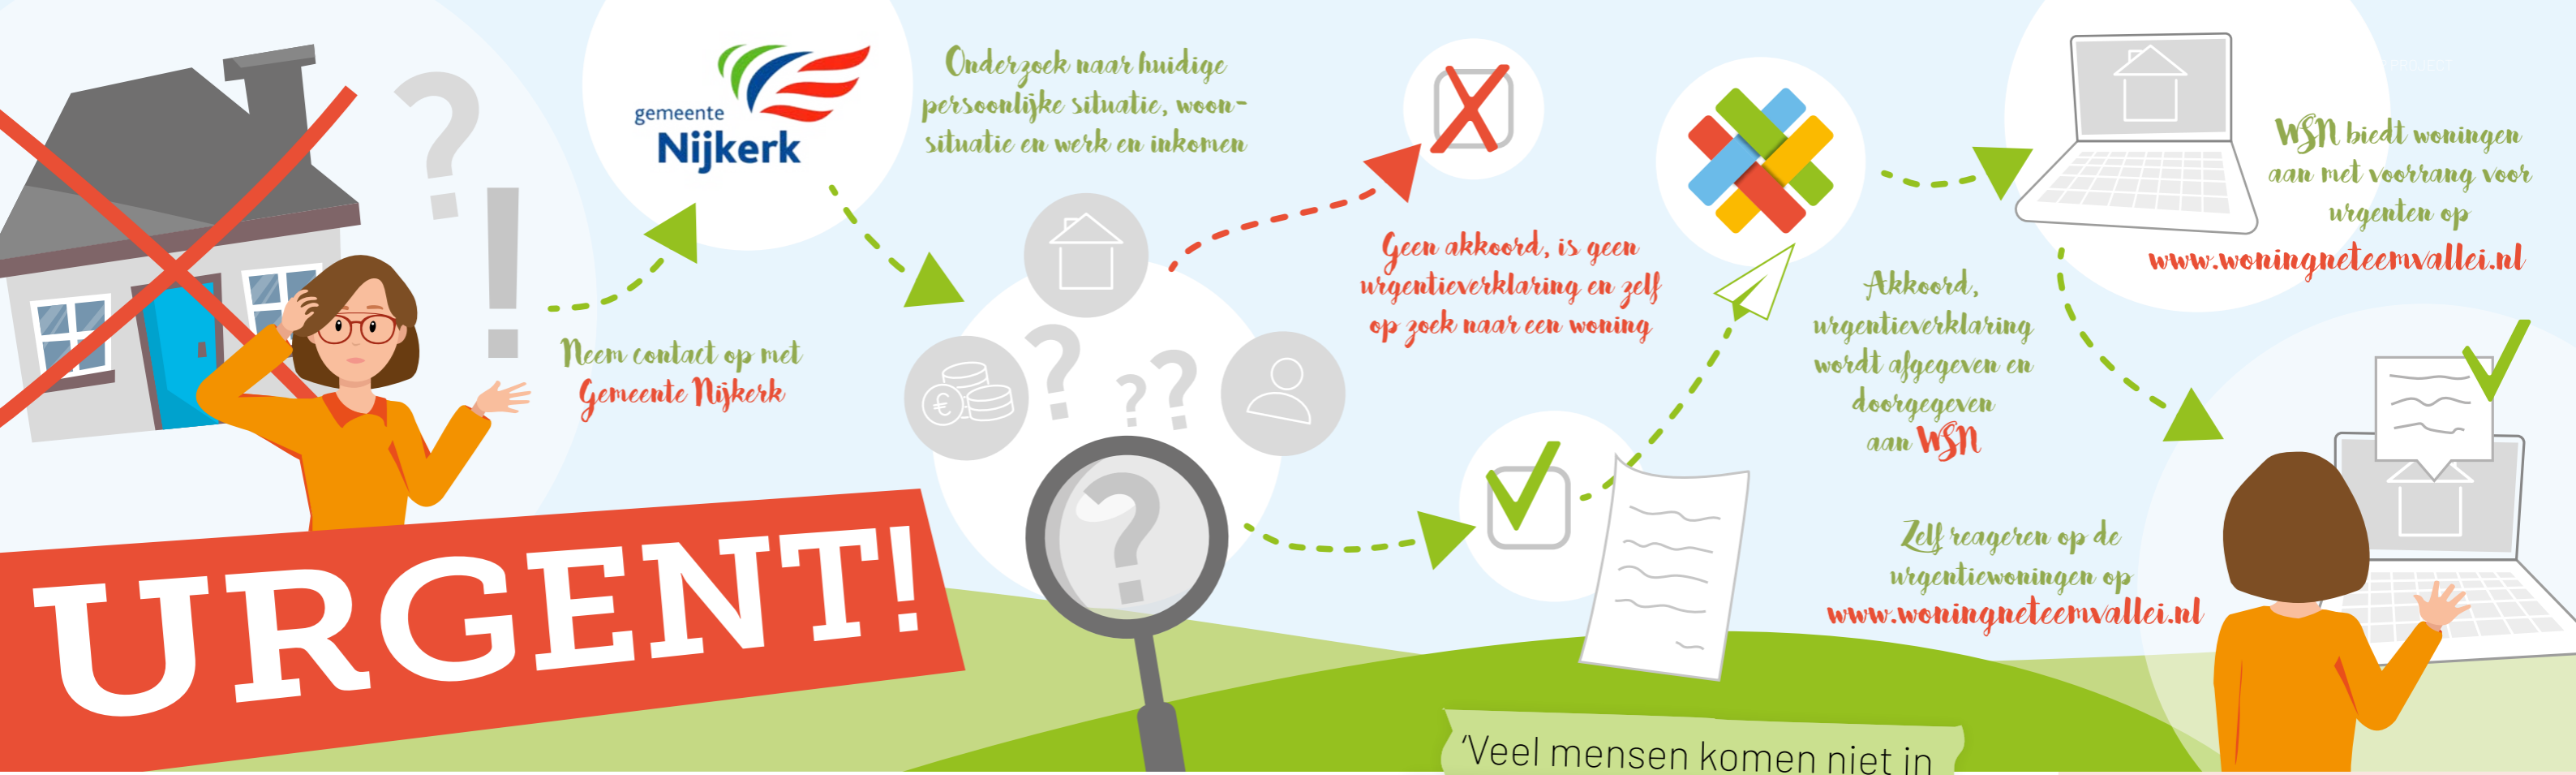 gemeente
Nijkerk
Onderzoek naar huidige
persoonlijke situatie, woon-
situatie en werk en inkomen
Neem contact op met
Gemeente Nijkerk
Geen akkoord, is geen
urgentieverklaring en zelf
op zoek naar een woning
Akkoord,
urgentieverklaring
wordt afgegeven en
doorgegeven
aan WSN
PROJECT
WSN biedt woningen
aan met voorrang voor
urgenten op
www.woningneteemvallei.nl
Zelf reageren op de
urgentiewoningen op
www.woningneteemvallei.nl
URGENT!
‘Veel mensen komen niet in